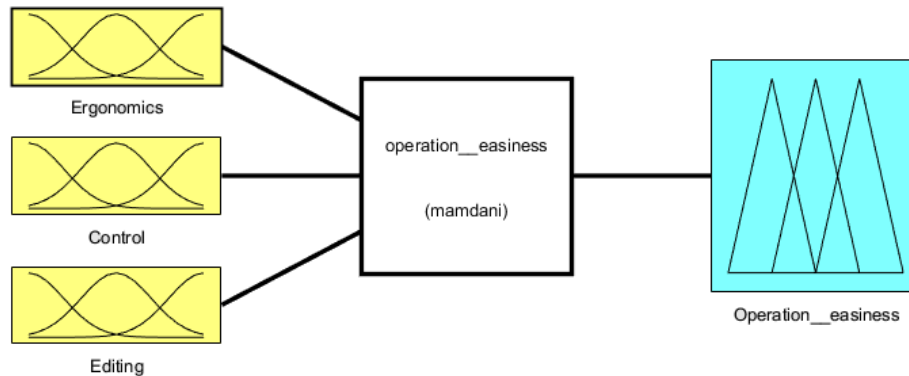 Ergonomics
operation__easiness
(mamdani)
Control
Editing
Operation__easiness